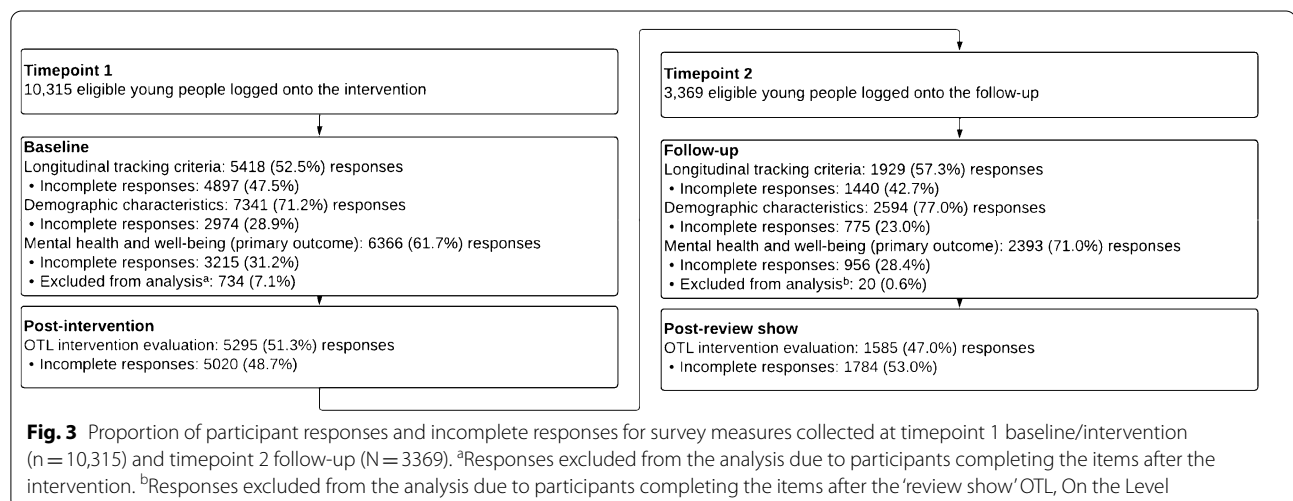 Timepoint 1
10,315 eligible young people logged onto the intervention
Baseline
Longitudinal tracking criteria: 5418 (52.5%) responses
• Incomplete responses: 4897 (47.5%)
Demographic characteristics: 7341 (71.2%) responses
• Incomplete responses: 2974 (28.9%)
Mental health and well-being (primary outcome): 6366 (61.7%) responses
• Incomplete responses: 3215 (31.2%)
• Excluded from analysisᵃ: 734 (7.1%)
Post-intervention
OTL intervention evaluation: 5295 (51.3%) responses
• Incomplete responses: 5020 (48.7%)
Timepoint 2
3,369 eligible young people logged onto the follow-up
Follow-up
Longitudinal tracking criteria: 1929 (57.3%) responses
• Incomplete responses: 1440 (42.7%)
Demographic characteristics: 2594 (77.0%) responses
• Incomplete responses: 775 (23.0%)
Mental health and well-being (primary outcome): 2393 (71.0%) responses
• Incomplete responses: 956 (28.4%)
• Excluded from analysisᵇ: 20 (0.6%)
Post-review show
OTL intervention evaluation: 1585 (47.0%) responses
• Incomplete responses: 1784 (53.0%)
Fig. 3 Proportion of participant responses and incomplete responses for survey measures collected at timepoint 1 baseline/intervention
(n = 10,315) and timepoint 2 follow-up (N = 3369). ᵃResponses excluded from the analysis due to participants completing the items after the
intervention. ᵇResponses excluded from the analysis due to participants completing the items after the ‘review show’ OTL, On the Level